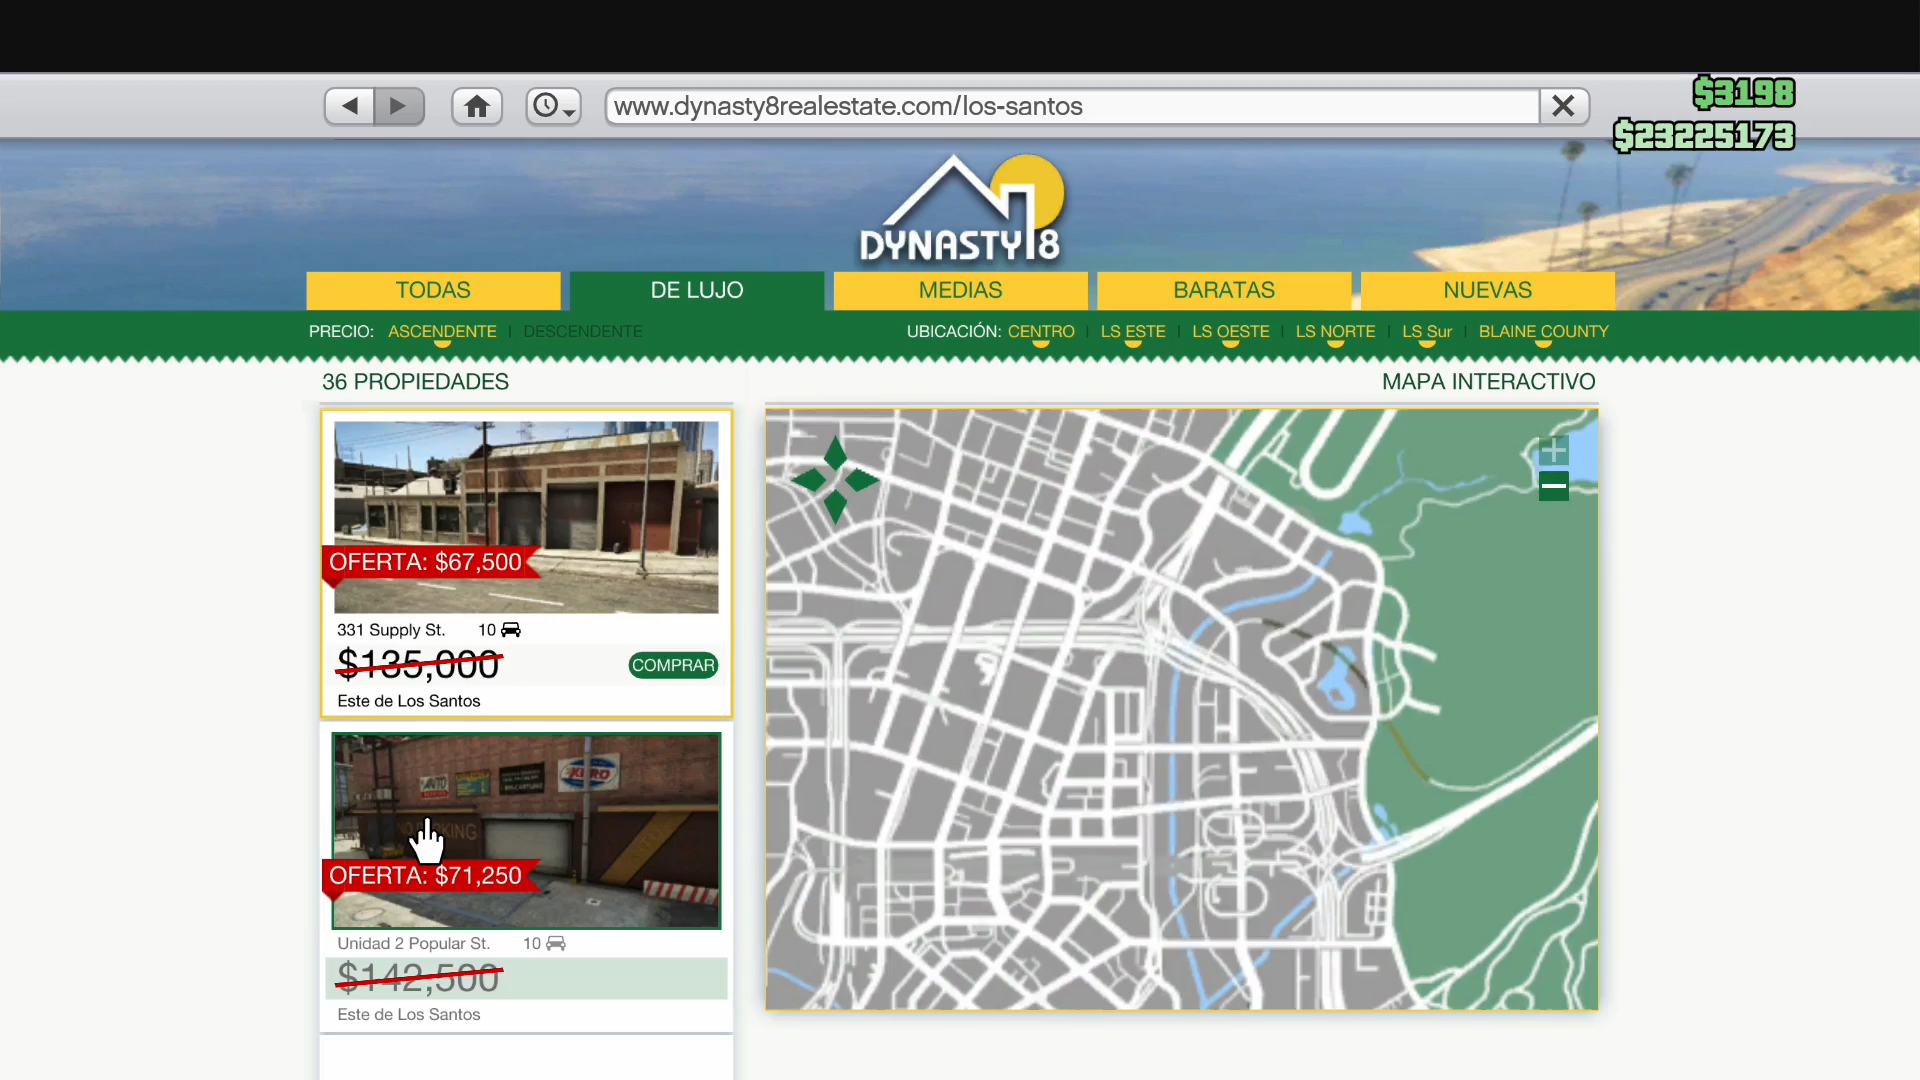 www.dynasty8realestate.com/los-santos
$3198
$23225173
DYNASTY 8
TODAS
DE LUJO
MEDIAS
BARATAS
NUEVAS
PRECIO: ASCENDENTE | DESCENDENTE
UBICACIÓN: CENTRO | LS ESTE | LS OESTE | LS NORTE | LS Sur | BLAINE COUNTY
36 PROPIEDADES
MAPA INTERACTIVO
OFERTA: $67,500
331 Supply St. 10
$135,000
COMPRAR
Este de Los Santos
OFERTA: $71,250
Unidad 2 Popular St. 10
$142,500
Este de Los Santos